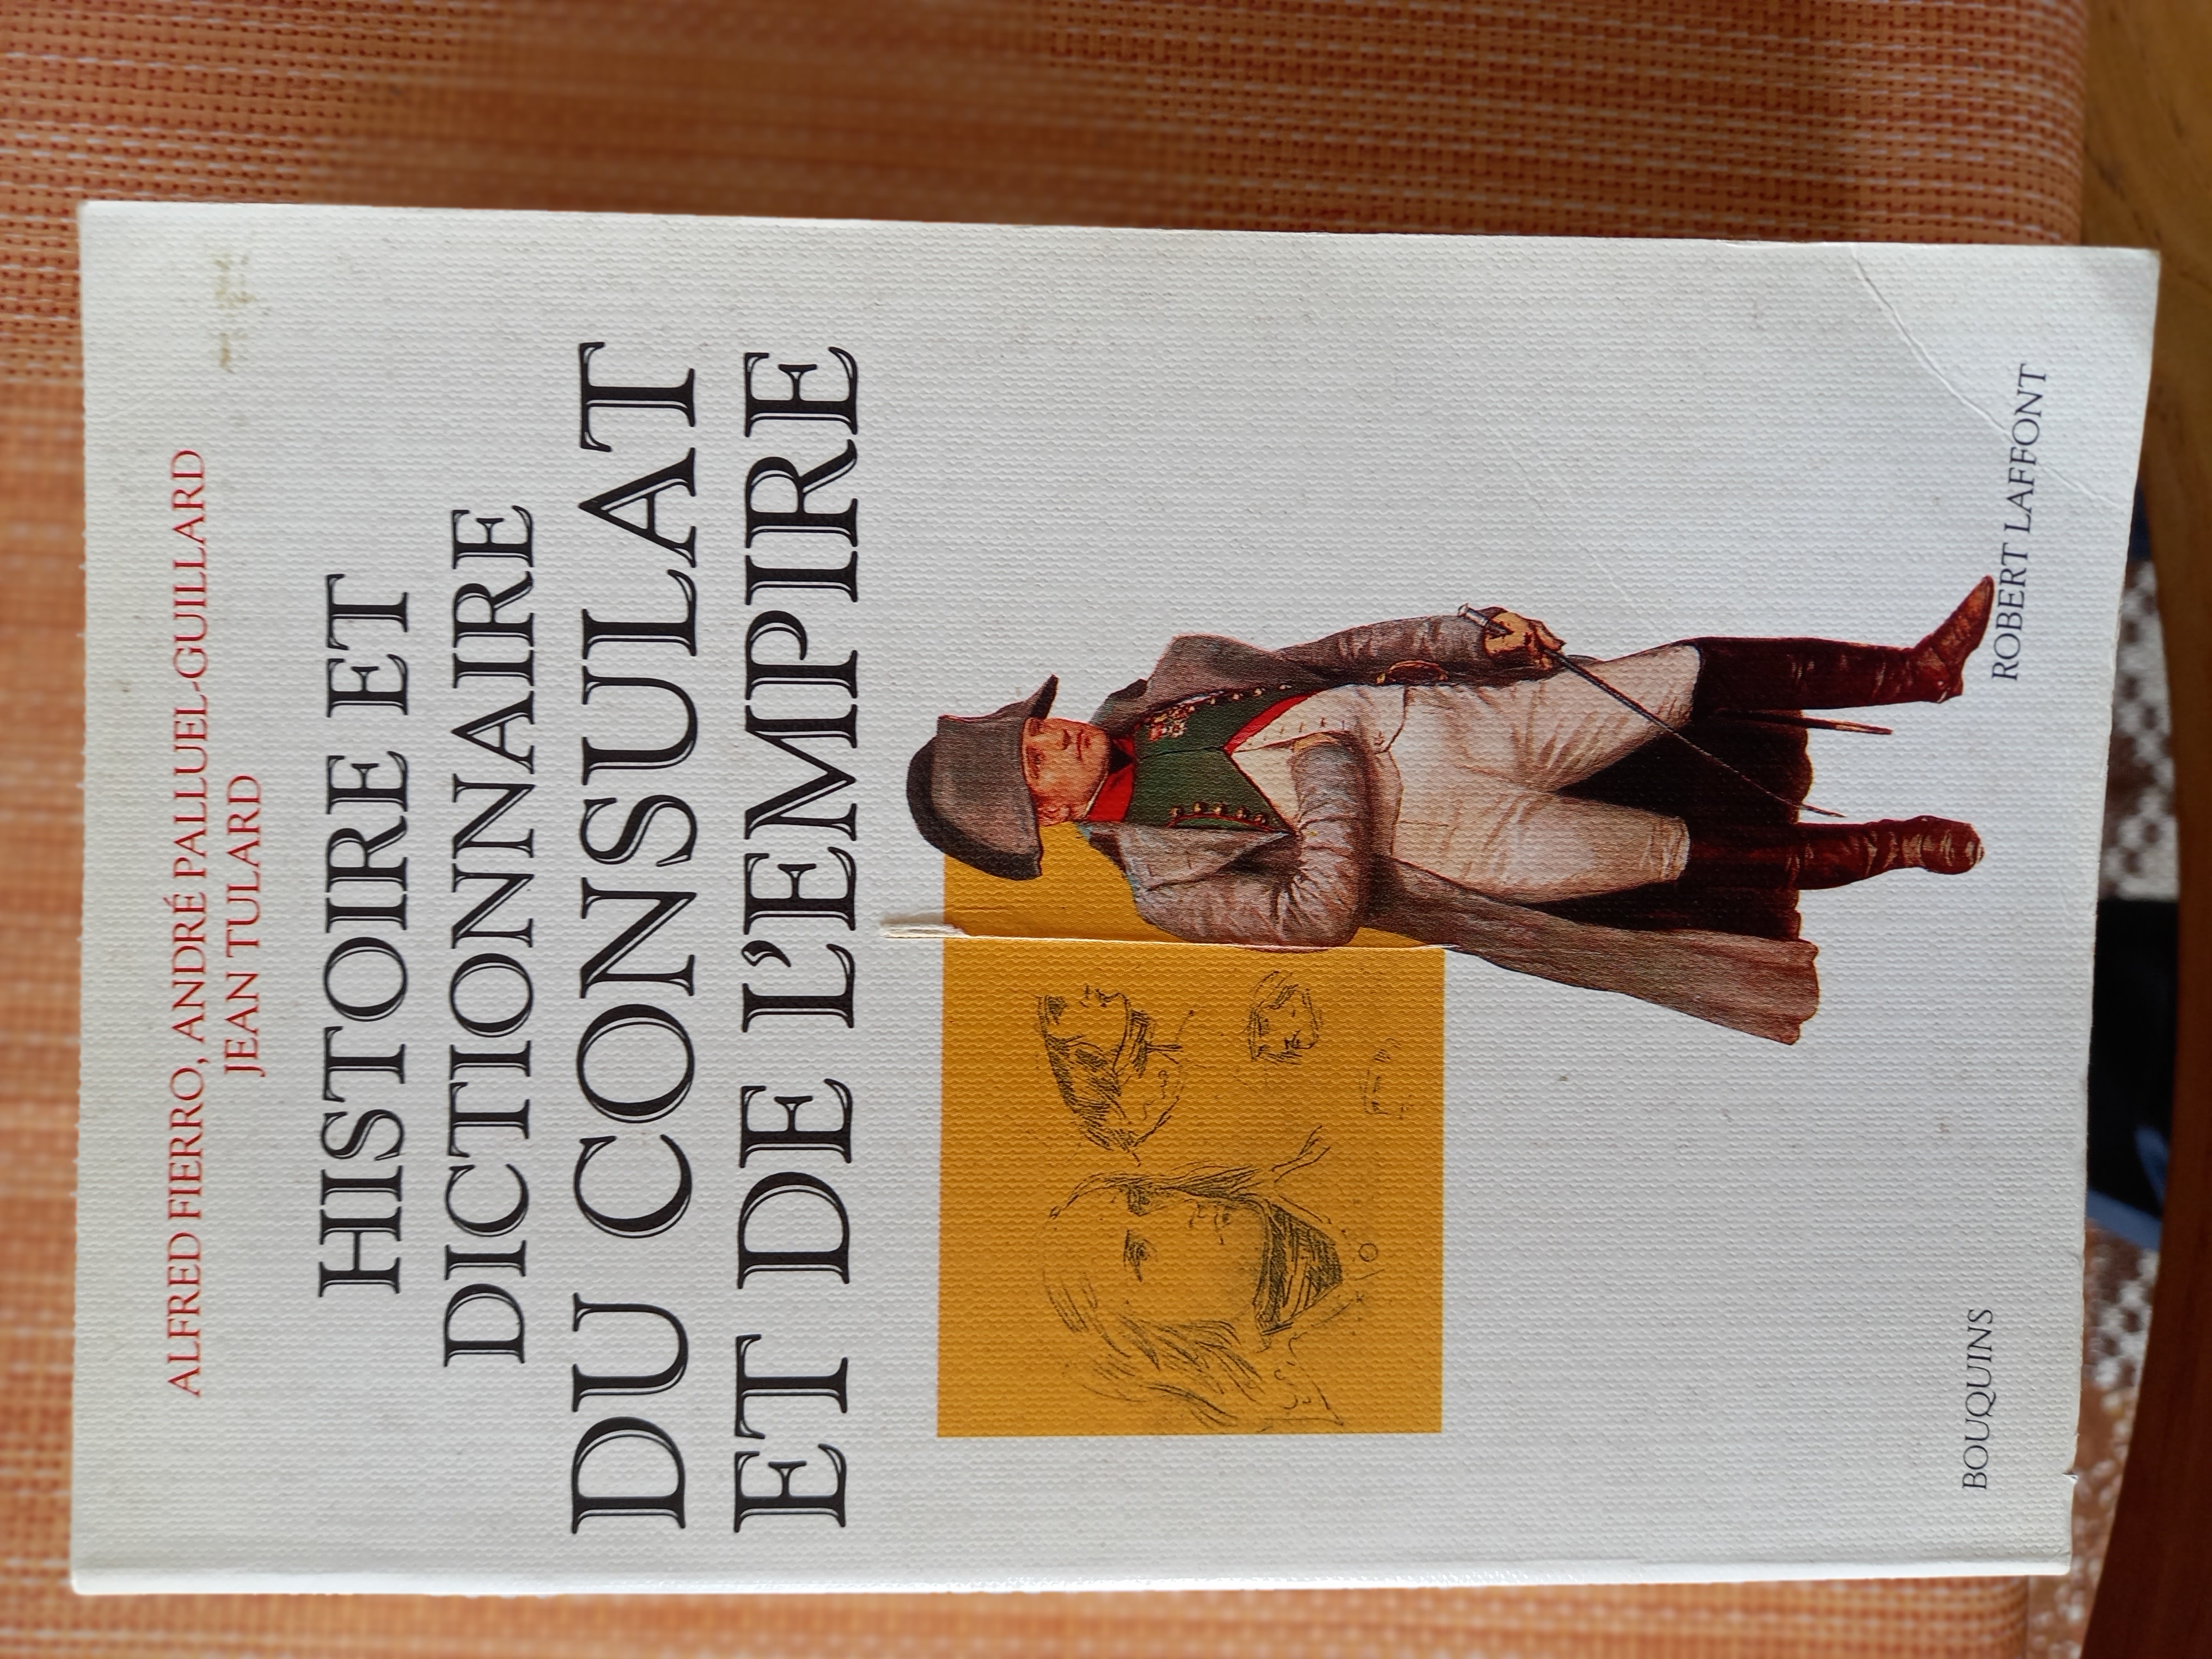 ALFRED FIERRO, ANDRÉ PALLUEL-GUILLARD
JEAN TULARD
HISTOIRE ET
DICTIONNAIRE
DU CONSULAT
ET DE L'EMPIRE
BOUQUINS
ROBERT LAFFONT